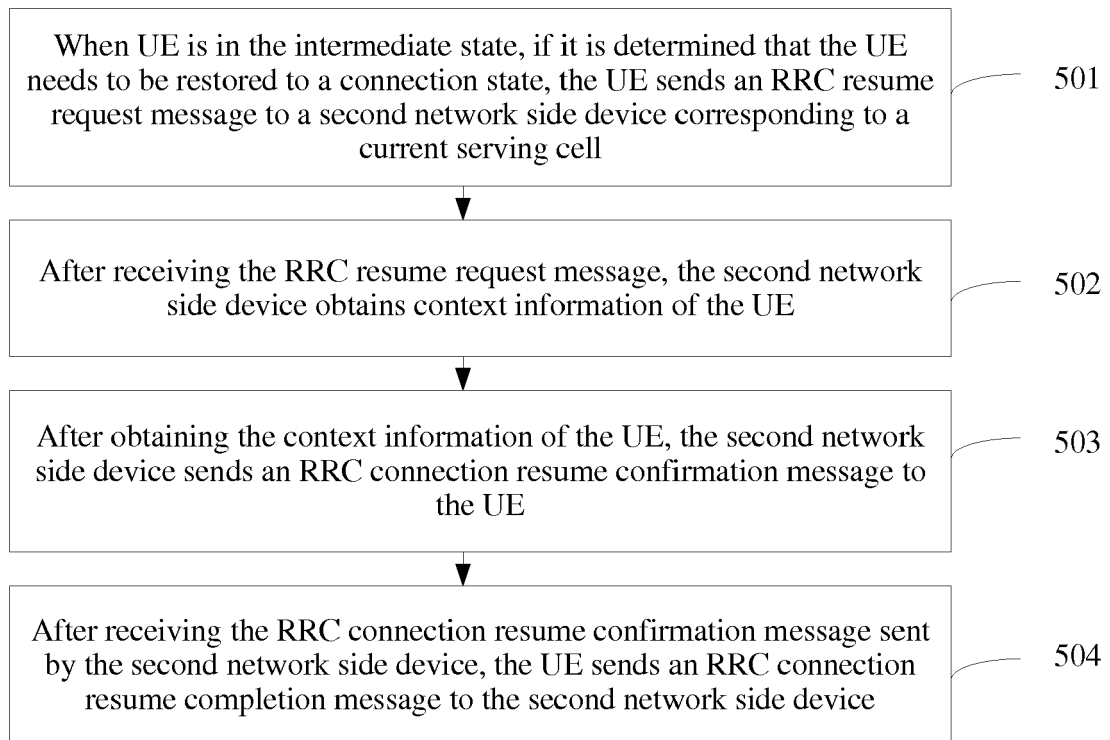 When UE is in the intermediate state, if it is determined that the UE
needs to be restored to a connection state, the UE sends an RRC resume
request message to a second network side device corresponding to a
current serving cell
501
After receiving the RRC resume request message, the second network
side device obtains context information of the UE
502
After obtaining the context information of the UE, the second network
side device sends an RRC connection resume confirmation message to
the UE
503
After receiving the RRC connection resume confirmation message sent
by the second network side device, the UE sends an RRC connection
resume completion message to the second network side device
504